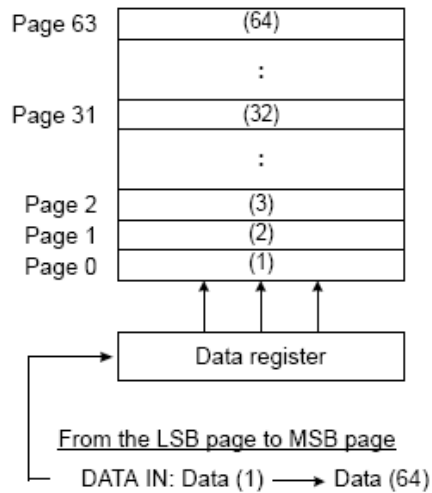 Page 63 (64)
:
Page 31 (32)
:
Page 2 (3)
Page 1 (2)
Page 0 (1)
Data register
From the LSB page to MSB page
DATA IN: Data (1) → Data (64)